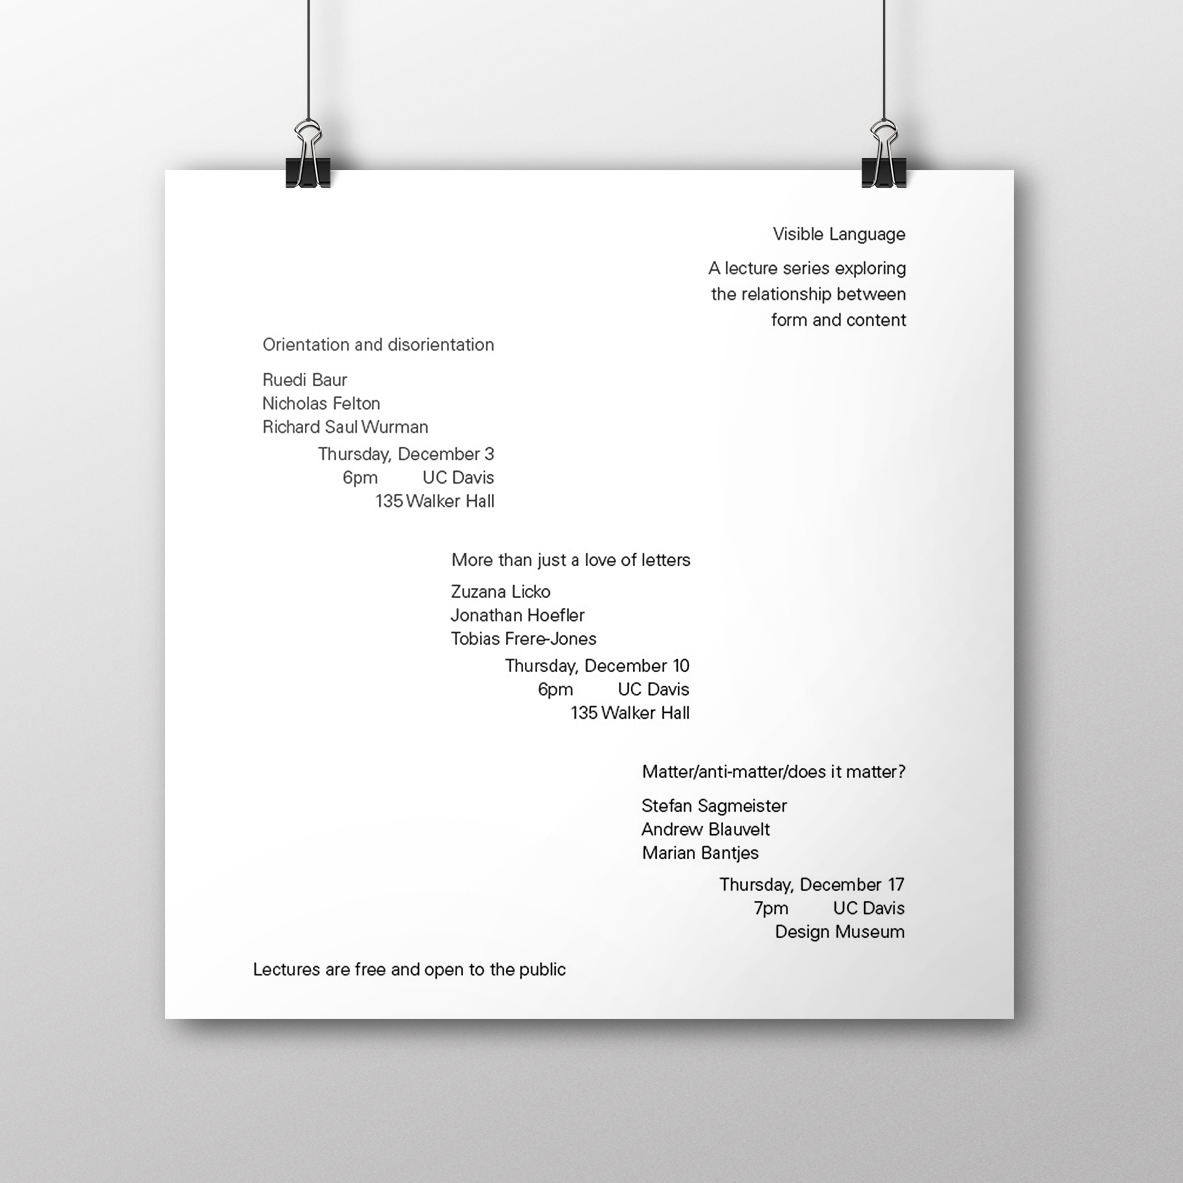 Visible Language
A lecture series exploring
the relationship between
form and content
Orientation and disorientation
Ruedi Baur
Nicholas Felton
Richard Saul Wurman
Thursday, December 3
6pm UC Davis
135 Walker Hall
More than just a love of letters
Zuzana Licko
Jonathan Hoefler
Tobias Frere-Jones
Thursday, December 10
6pm UC Davis
135 Walker Hall
Matter/anti-matter/does it matter?
Stefan Sagmeister
Andrew Blauvelt
Marian Bantjes
Thursday, December 17
7pm UC Davis
Design Museum
Lectures are free and open to the public